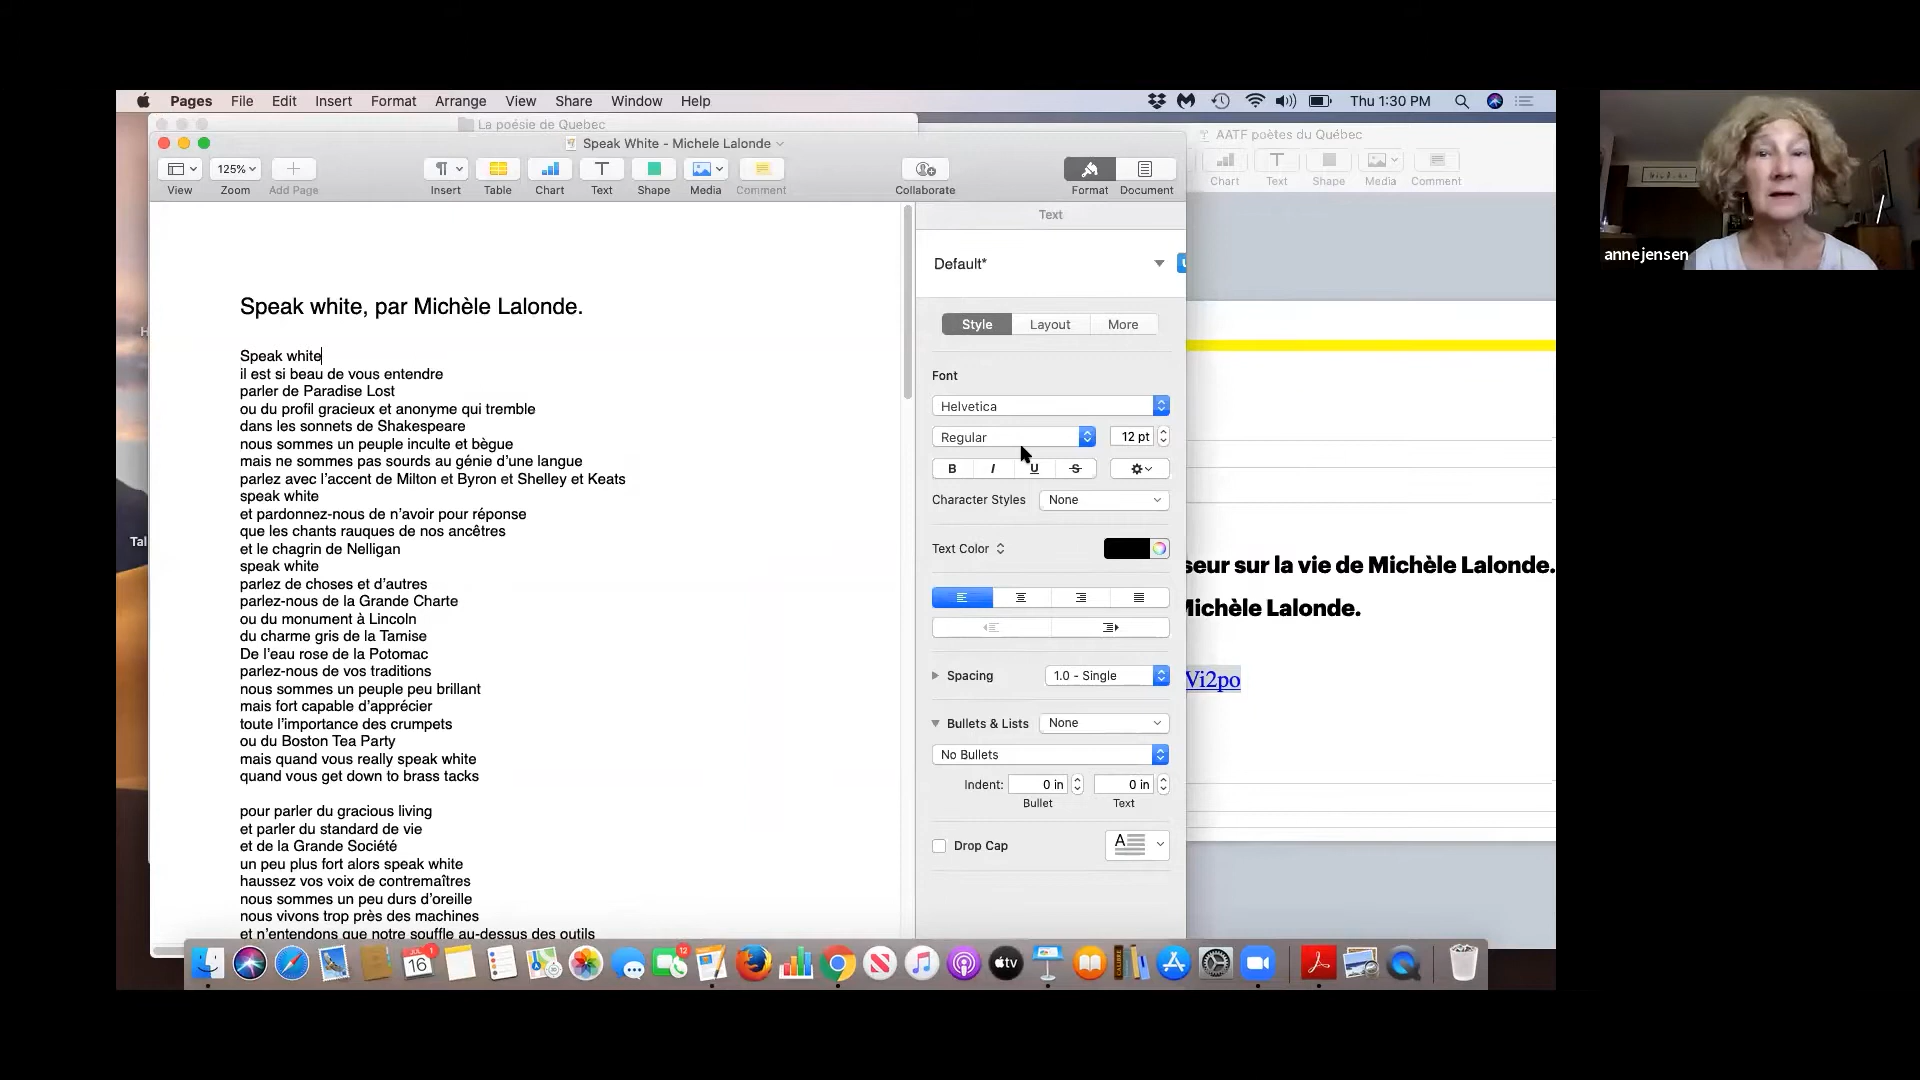 Pages File Edit Insert Format Arrange View Share Window Help
Thu 1:30 PM
La poésie de Quebec
Speak White - Michele Lalonde
AATF poètes du Québec
125%
View Zoom Add Page Insert Table Chart Text Shape Media Comment Collaborate Format Document
Chart Text Shape Media Comment
Speak white, par Michèle Lalonde.
Speak white
il est si beau de vous entendre
parler de Paradise Lost
ou du profil gracieux et anonyme qui tremble
dans les sonnets de Shakespeare
nous sommes un peuple inculte et bègue
mais ne sommes pas sourds au génie d’une langue
parlez avec l’accent de Milton et Byron et Shelley et Keats
speak white
et pardonnez-nous de n’avoir pour réponse
que les chants rauques de nos ancêtres
et le chagrin de Nelligan
speak white
parlez de choses et d’autres
parlez-nous de la Grande Charte
ou du monument à Lincoln
du charme gris de la Tamise
De l’eau rose de la Potomac
parlez-nous de vos traditions
nous sommes un peuple peu brillant
mais fort capable d’apprécier
toute l’importance des crumpets
ou du Boston Tea Party
mais quand vous really speak white
quand vous get down to brass tacks
pour parler du gracious living
et parler du standard de vie
et de la Grande Société
un peu plus fort alors speak white
haussez vos voix de contremaîtres
nous sommes un peu durs d’oreille
nous vivons trop près des machines
et n’entendons que notre souffle au-dessus des outils
Text
Default*
Style Layout More
Font
Helvetica
Regular 12 pt
B I U S
Character Styles None
Text Color
Spacing 1.0 - Single
Bullets & Lists None
No Bullets
Indent: 0 in 0 in
Bullet Text
Drop Cap
A
seur sur la vie de Michèle Lalonde.
Michèle Lalonde.
Vi2po
Tal
H
JUL
16
1
12
tv
annejensen